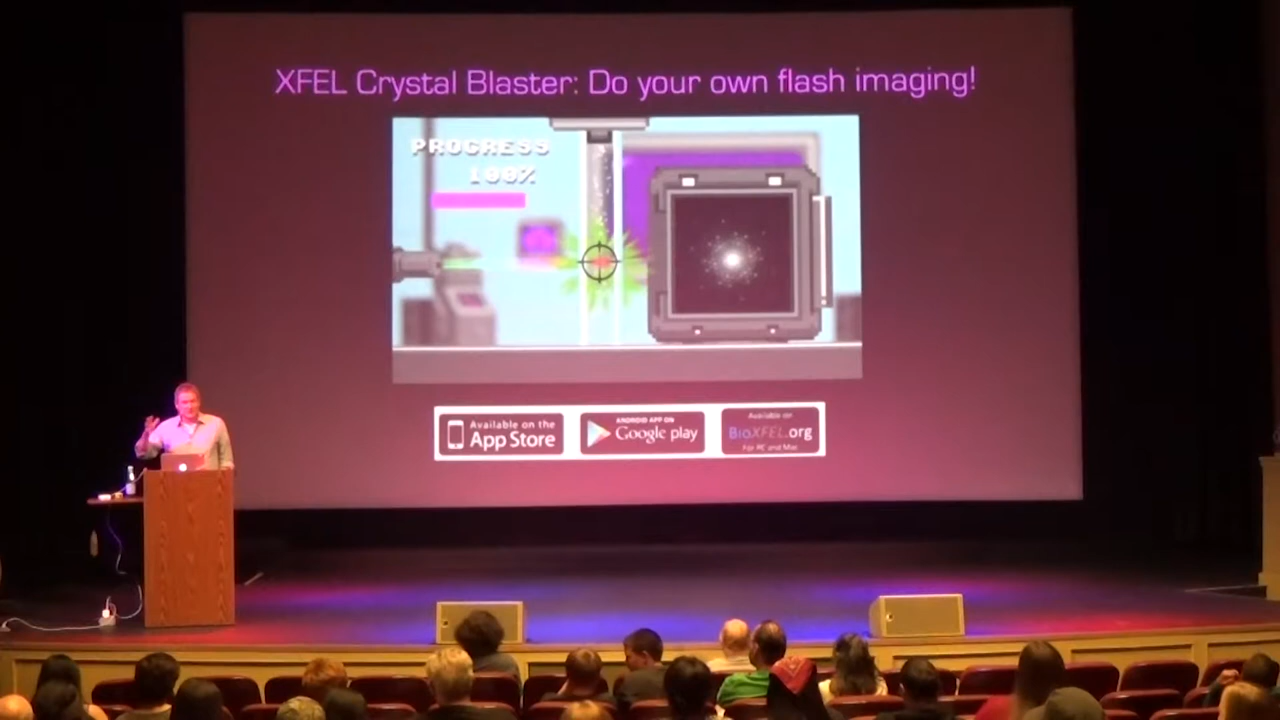 XFEL Crystal Blaster: Do your own flash imaging!
PROGRESS
100%
Available on the
App Store
ANDROID APP ON
Google play
Available on
BioXFEL.org
For PC and Mac